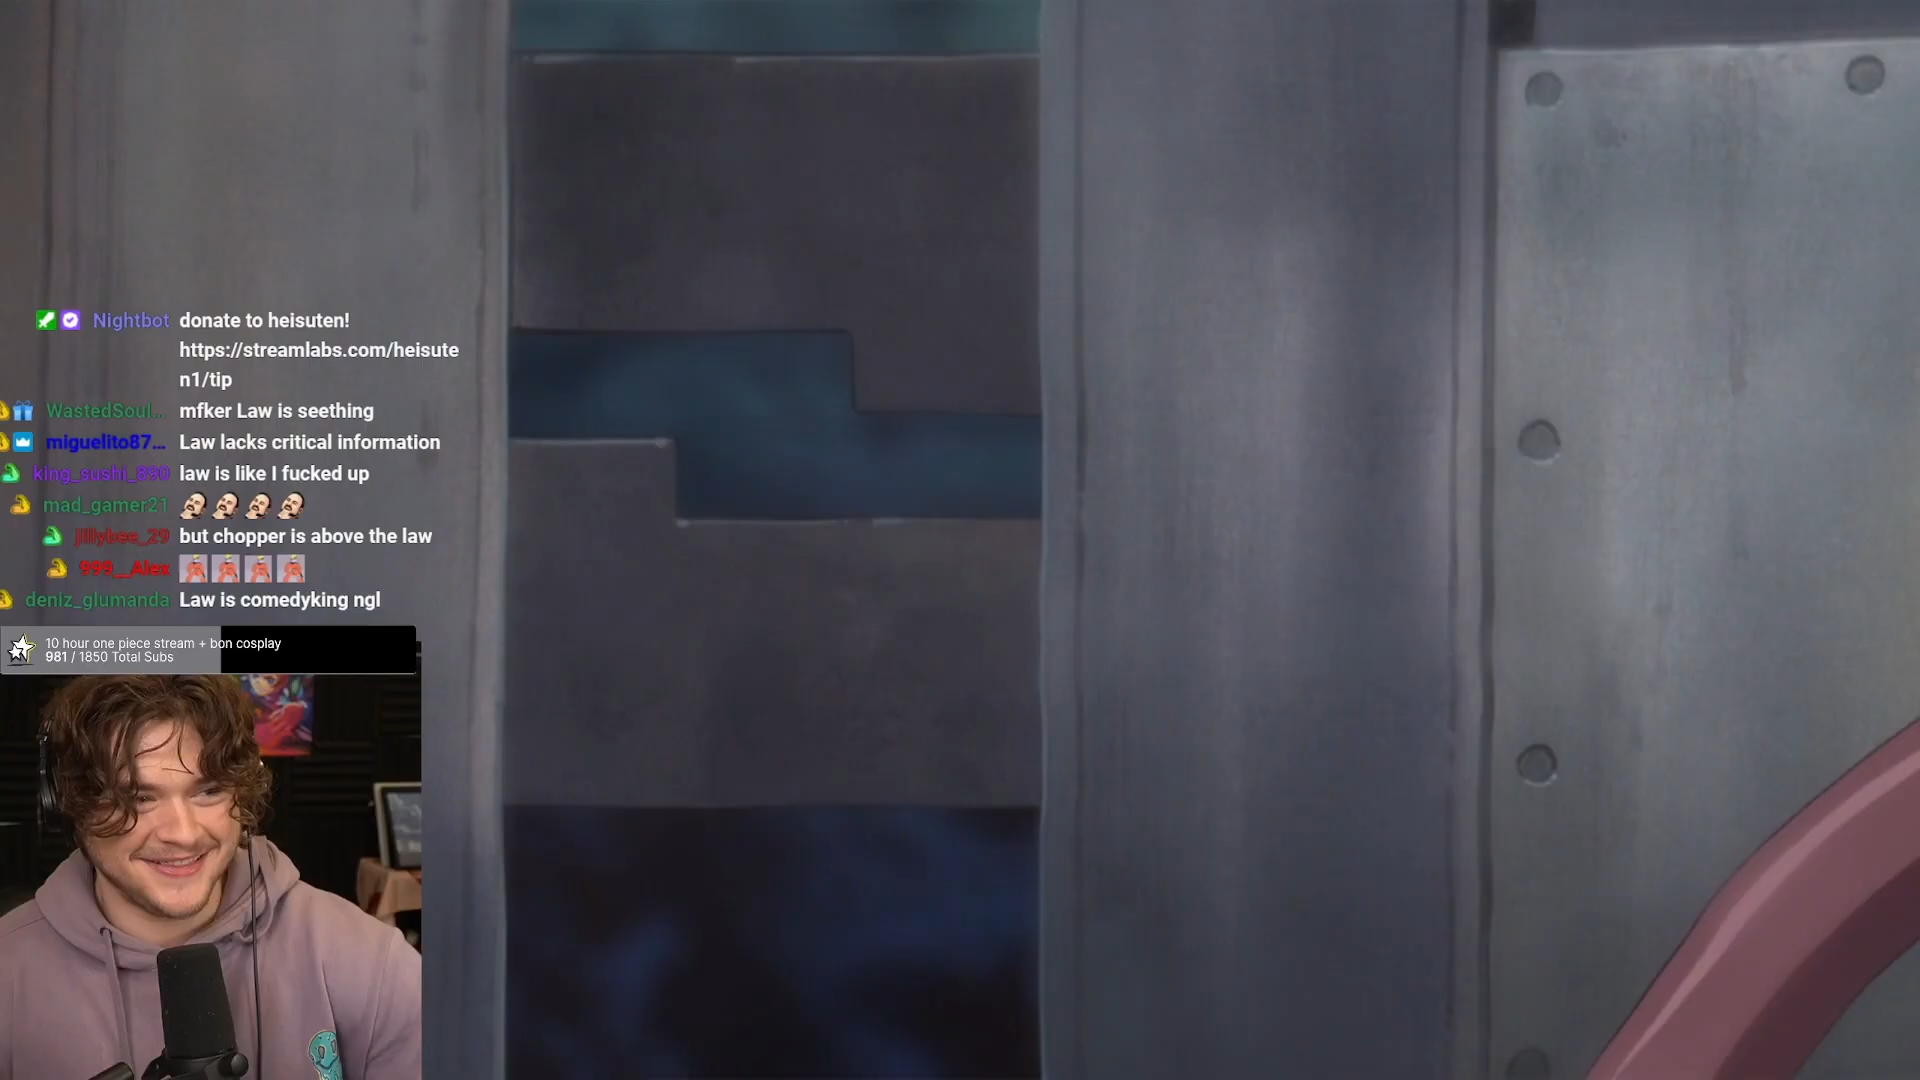 Nightbot donate to heisuten!
https://streamlabs.com/heisute
n1/tip
WastedSoul... mfker Law is seething
miguelito87... Law lacks critical information
king_sushi_890 law is like I fucked up
mad_gamer21
jillybee_29 but chopper is above the law
999__Alex
deniz_glumanda Law is comedyking ngl
10 hour one piece stream + bon cosplay
981 / 1850 Total Subs